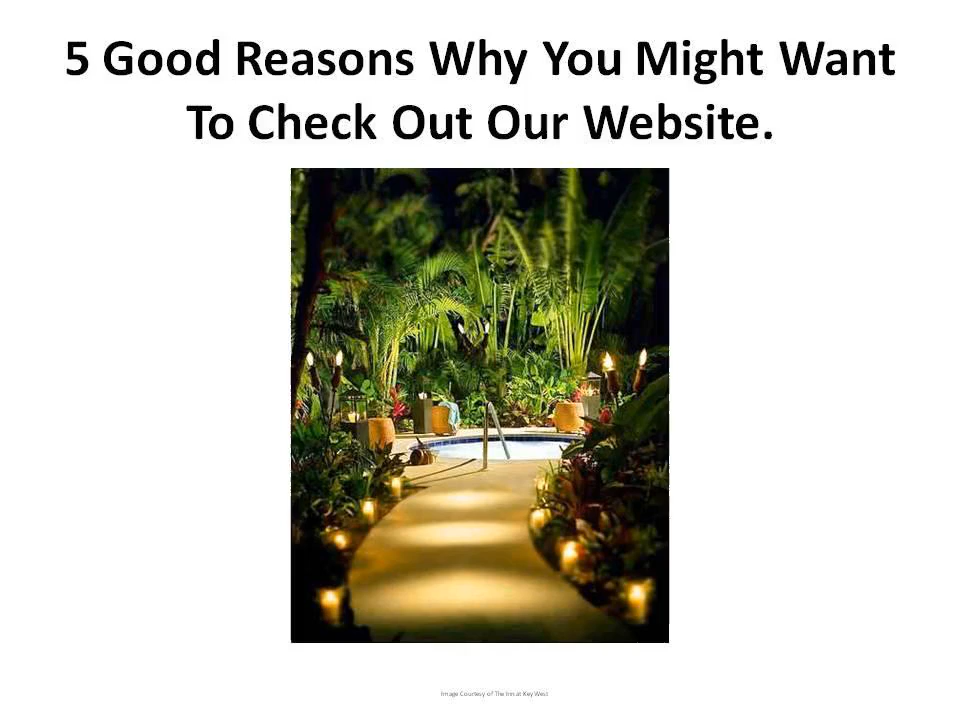 5 Good Reasons Why You Might Want
To Check Out Our Website.
Image Courtesy of The Inn at Key West